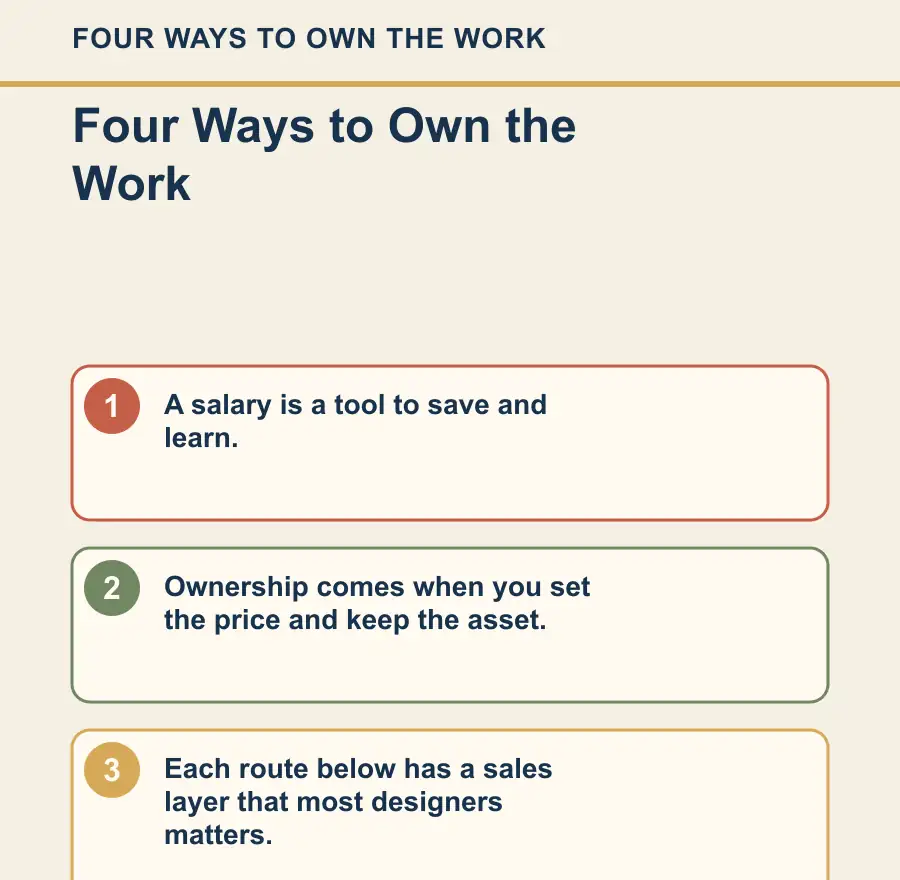 FOUR WAYS TO OWN THE WORK
Four Ways to Own the
Work
1
A salary is a tool to save and
learn.
2
Ownership comes when you set
the price and keep the asset.
3
Each route below has a sales
layer that most designers
matters.